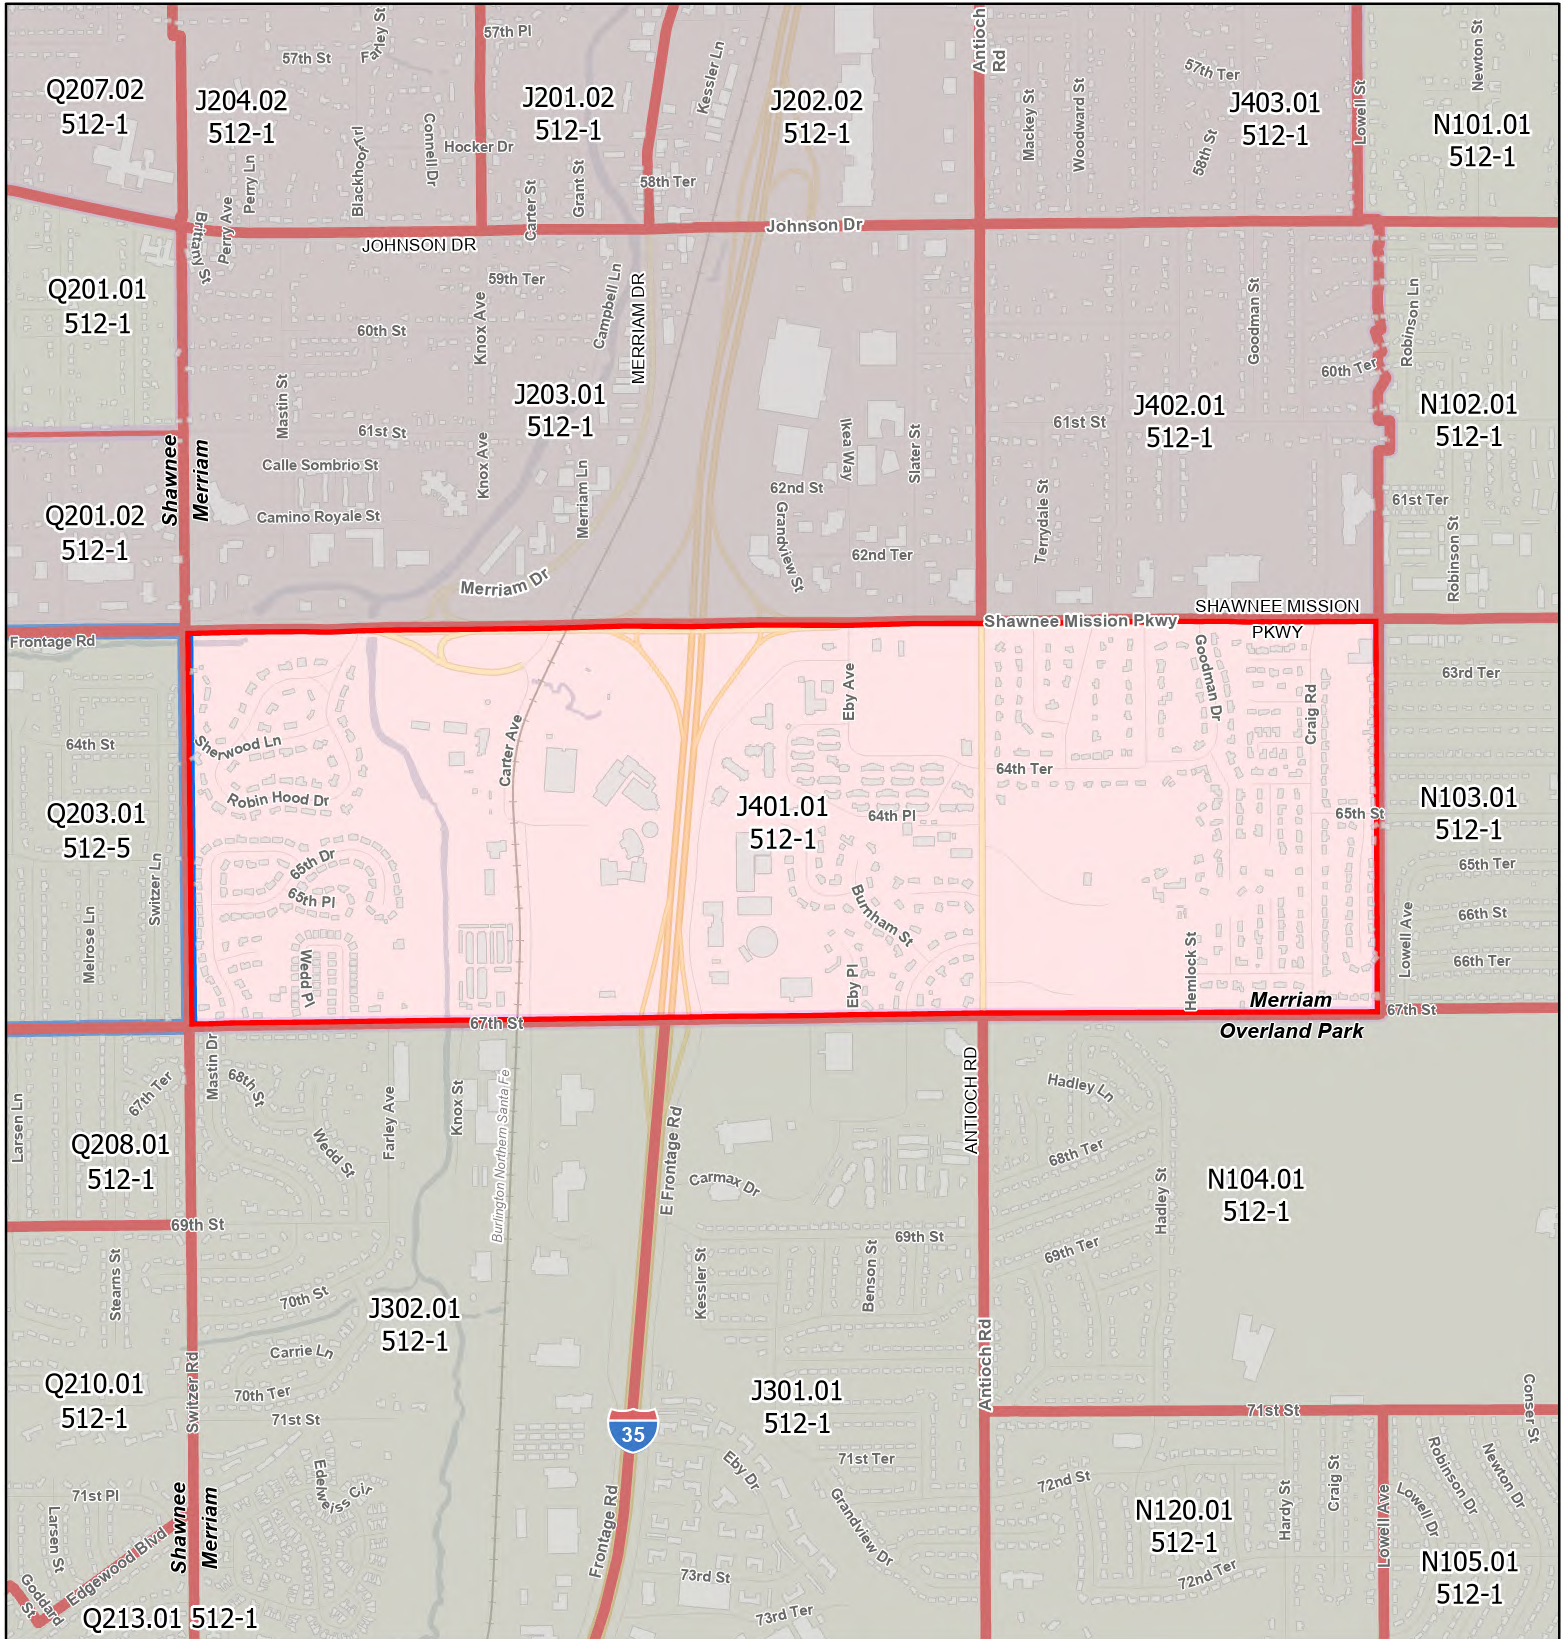 57th St
Farley St
57th Pl
Kessler Ln
Antioch
Rd
57th Ter
Newton St
Q207.02
512-1
J204.02
512-1
J201.02
512-1
J202.02
512-1
Mackey St
Woodward St
58th St
J403.01
512-1
Lowell St
N101.01
512-1
Perry Ln
Connell Dr
Hocker Dr
58th Ter
Carter St
Grant St
Brittany St
Perry Ave
JOHNSON DR
Johnson Dr
Q201.01
512-1
59th Ter
Campbell Ln
MERRIAM DR
Knox Ave
60th St
Goodman St
60th Ter
Robinson Ln
Mastin St
J203.01
512-1
J402.01
512-1
N102.01
512-1
61st St
Knox Ave
Merriam Ln
Ikea Way
Slater St
61st St
Shawnee
Merriam
Calle Sombrio St
Camino Royale St
62nd St
Grandview St
62nd Ter
Terrydale St
61st Ter
Robinson St
Q201.02
512-1
Merriam Dr
SHAWNEE MISSION
PKWY
Shawnee Mission Pkwy
Frontage Rd
Sherwood Ln
Robin Hood Dr
Carter Ave
Eby Ave
Goodman Dr
Craig Rd
63rd Ter
64th St
64th Ter
Q203.01
512-5
J401.01
512-1
64th Pl
65th St
N103.01
512-1
65th Dr
65th Pl
Switzer Ln
Melrose Ln
Wedd Pl
Burnham St
Eby Pl
Hemlock St
65th Ter
66th St
66th Ter
Lowell Ave
Merriam
Overland Park
67th St
67th St
Larsen Ln
67th Ter
Mastin Dr
68th St
Wedd St
Farley Ave
Knox St
Burlington Northern Santa Fe
E Frontage Rd
Carmax Dr
ANTIOCH RD
Hadley Ln
68th Ter
Hadley St
69th Ter
Q208.01
512-1
N104.01
512-1
69th St
69th St
Stearns St
Kessler St
Benson St
70th St
J302.01
512-1
Carrie Ln
70th Ter
71st St
Switzer Rd
Q210.01
512-1
J301.01
512-1
Antioch Rd
71st St
Conser St
35
Edelweiss Cir
71st Pl
Larsen St
Shawnee
Merriam
Edgewood Blvd
Goddard
St
Q213.01 512-1
Frontage Rd
Eby Dr
71st Ter
Grandview Dr
73rd St
73rd Ter
72nd St
N120.01
512-1
Hardy St
Craig St
72nd Ter
Lowell Ave
Lowell Dr
Robinson Dr
Newton Dr
N105.01
512-1